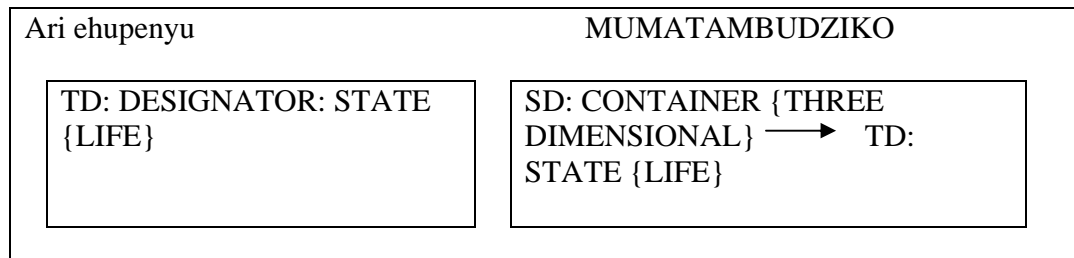 Ari ehupenyu MUMATAMBUDZIKO
TD: DESIGNATOR: STATE
{LIFE}
SD: CONTAINER {THREE
DIMENSIONAL} → TD:
STATE {LIFE}